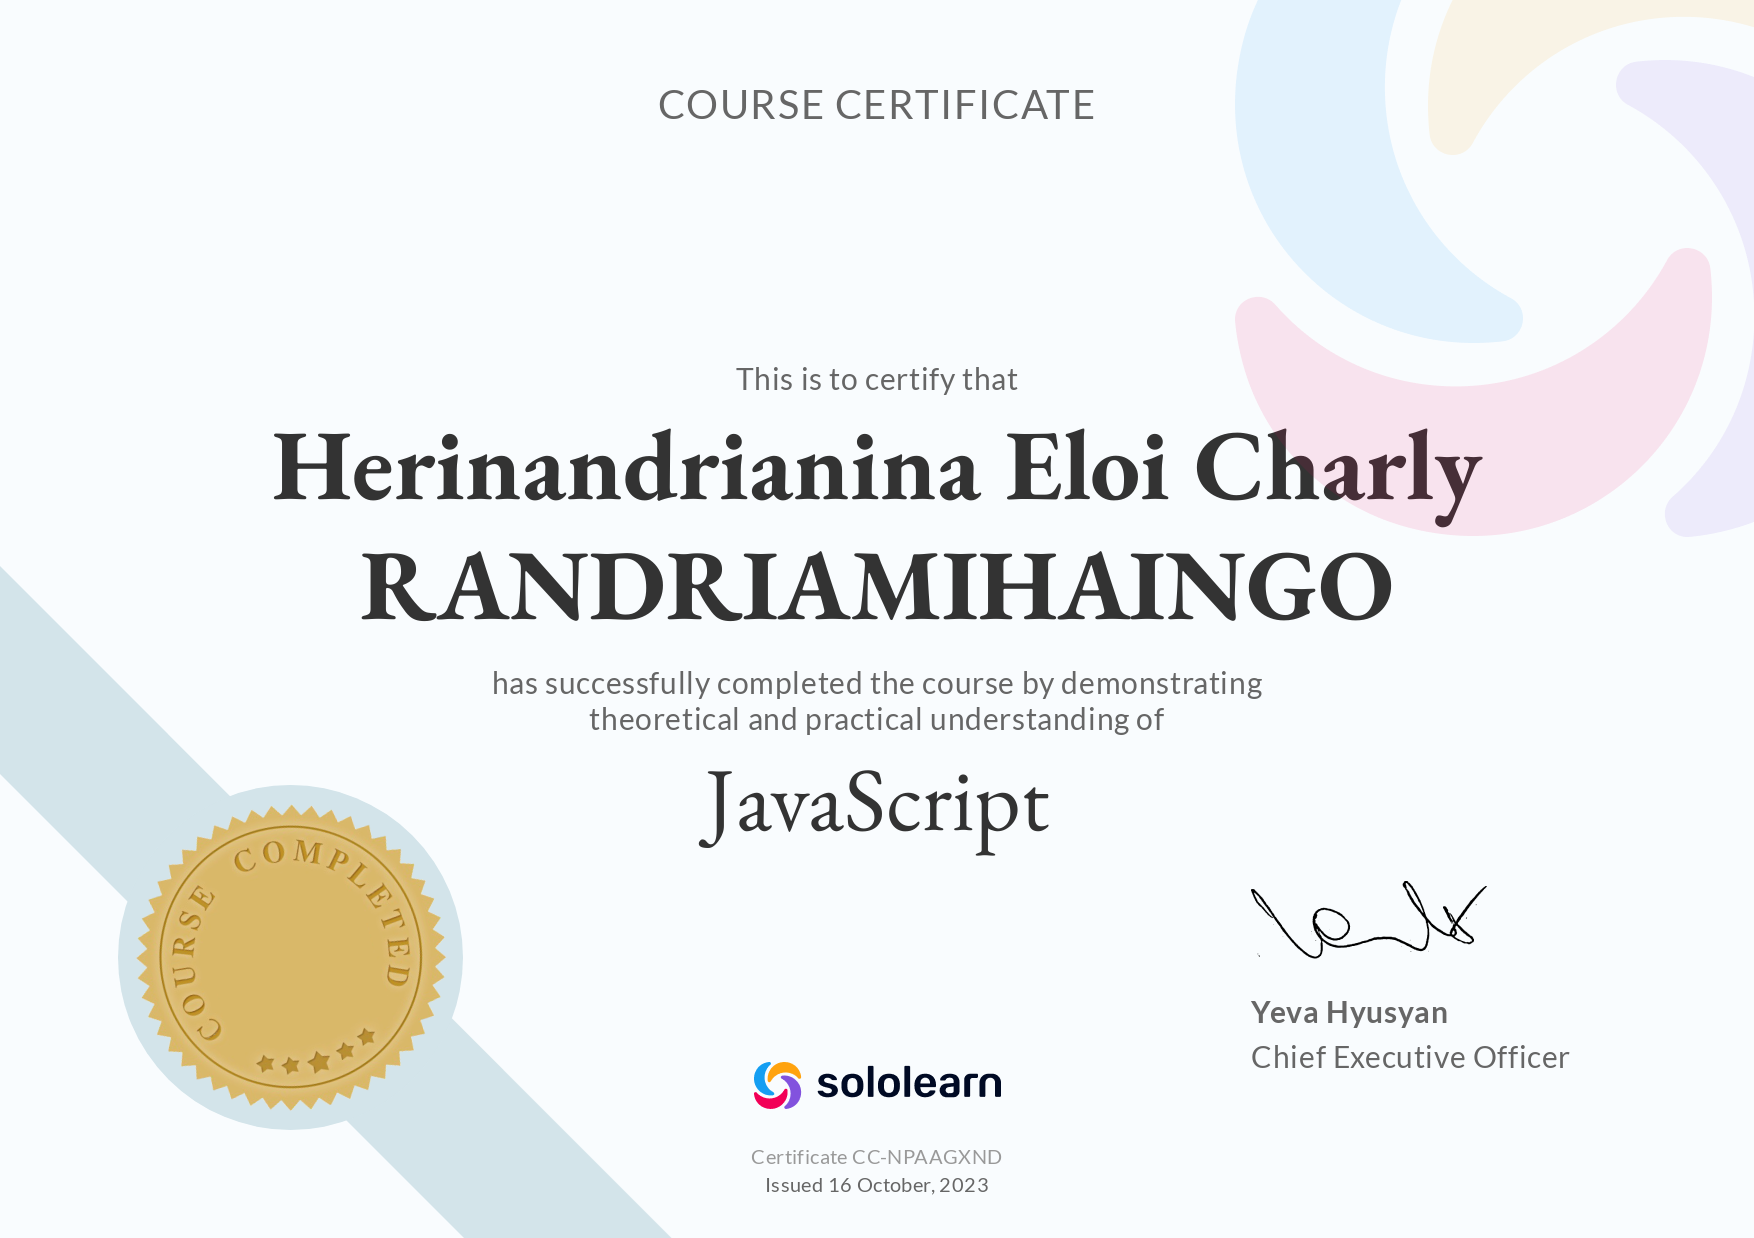 COURSE CERTIFICATE
This is to certify that
Herinandrianina Eloi Charly
RANDRIAMIHAINGO
has successfully completed the course by demonstrating
theoretical and practical understanding of
JavaScript
COURSE COMPLETED
Yeva Hyusyan
Chief Executive Officer
sololearn
Certificate CC-NPAAGXND
Issued 16 October, 2023